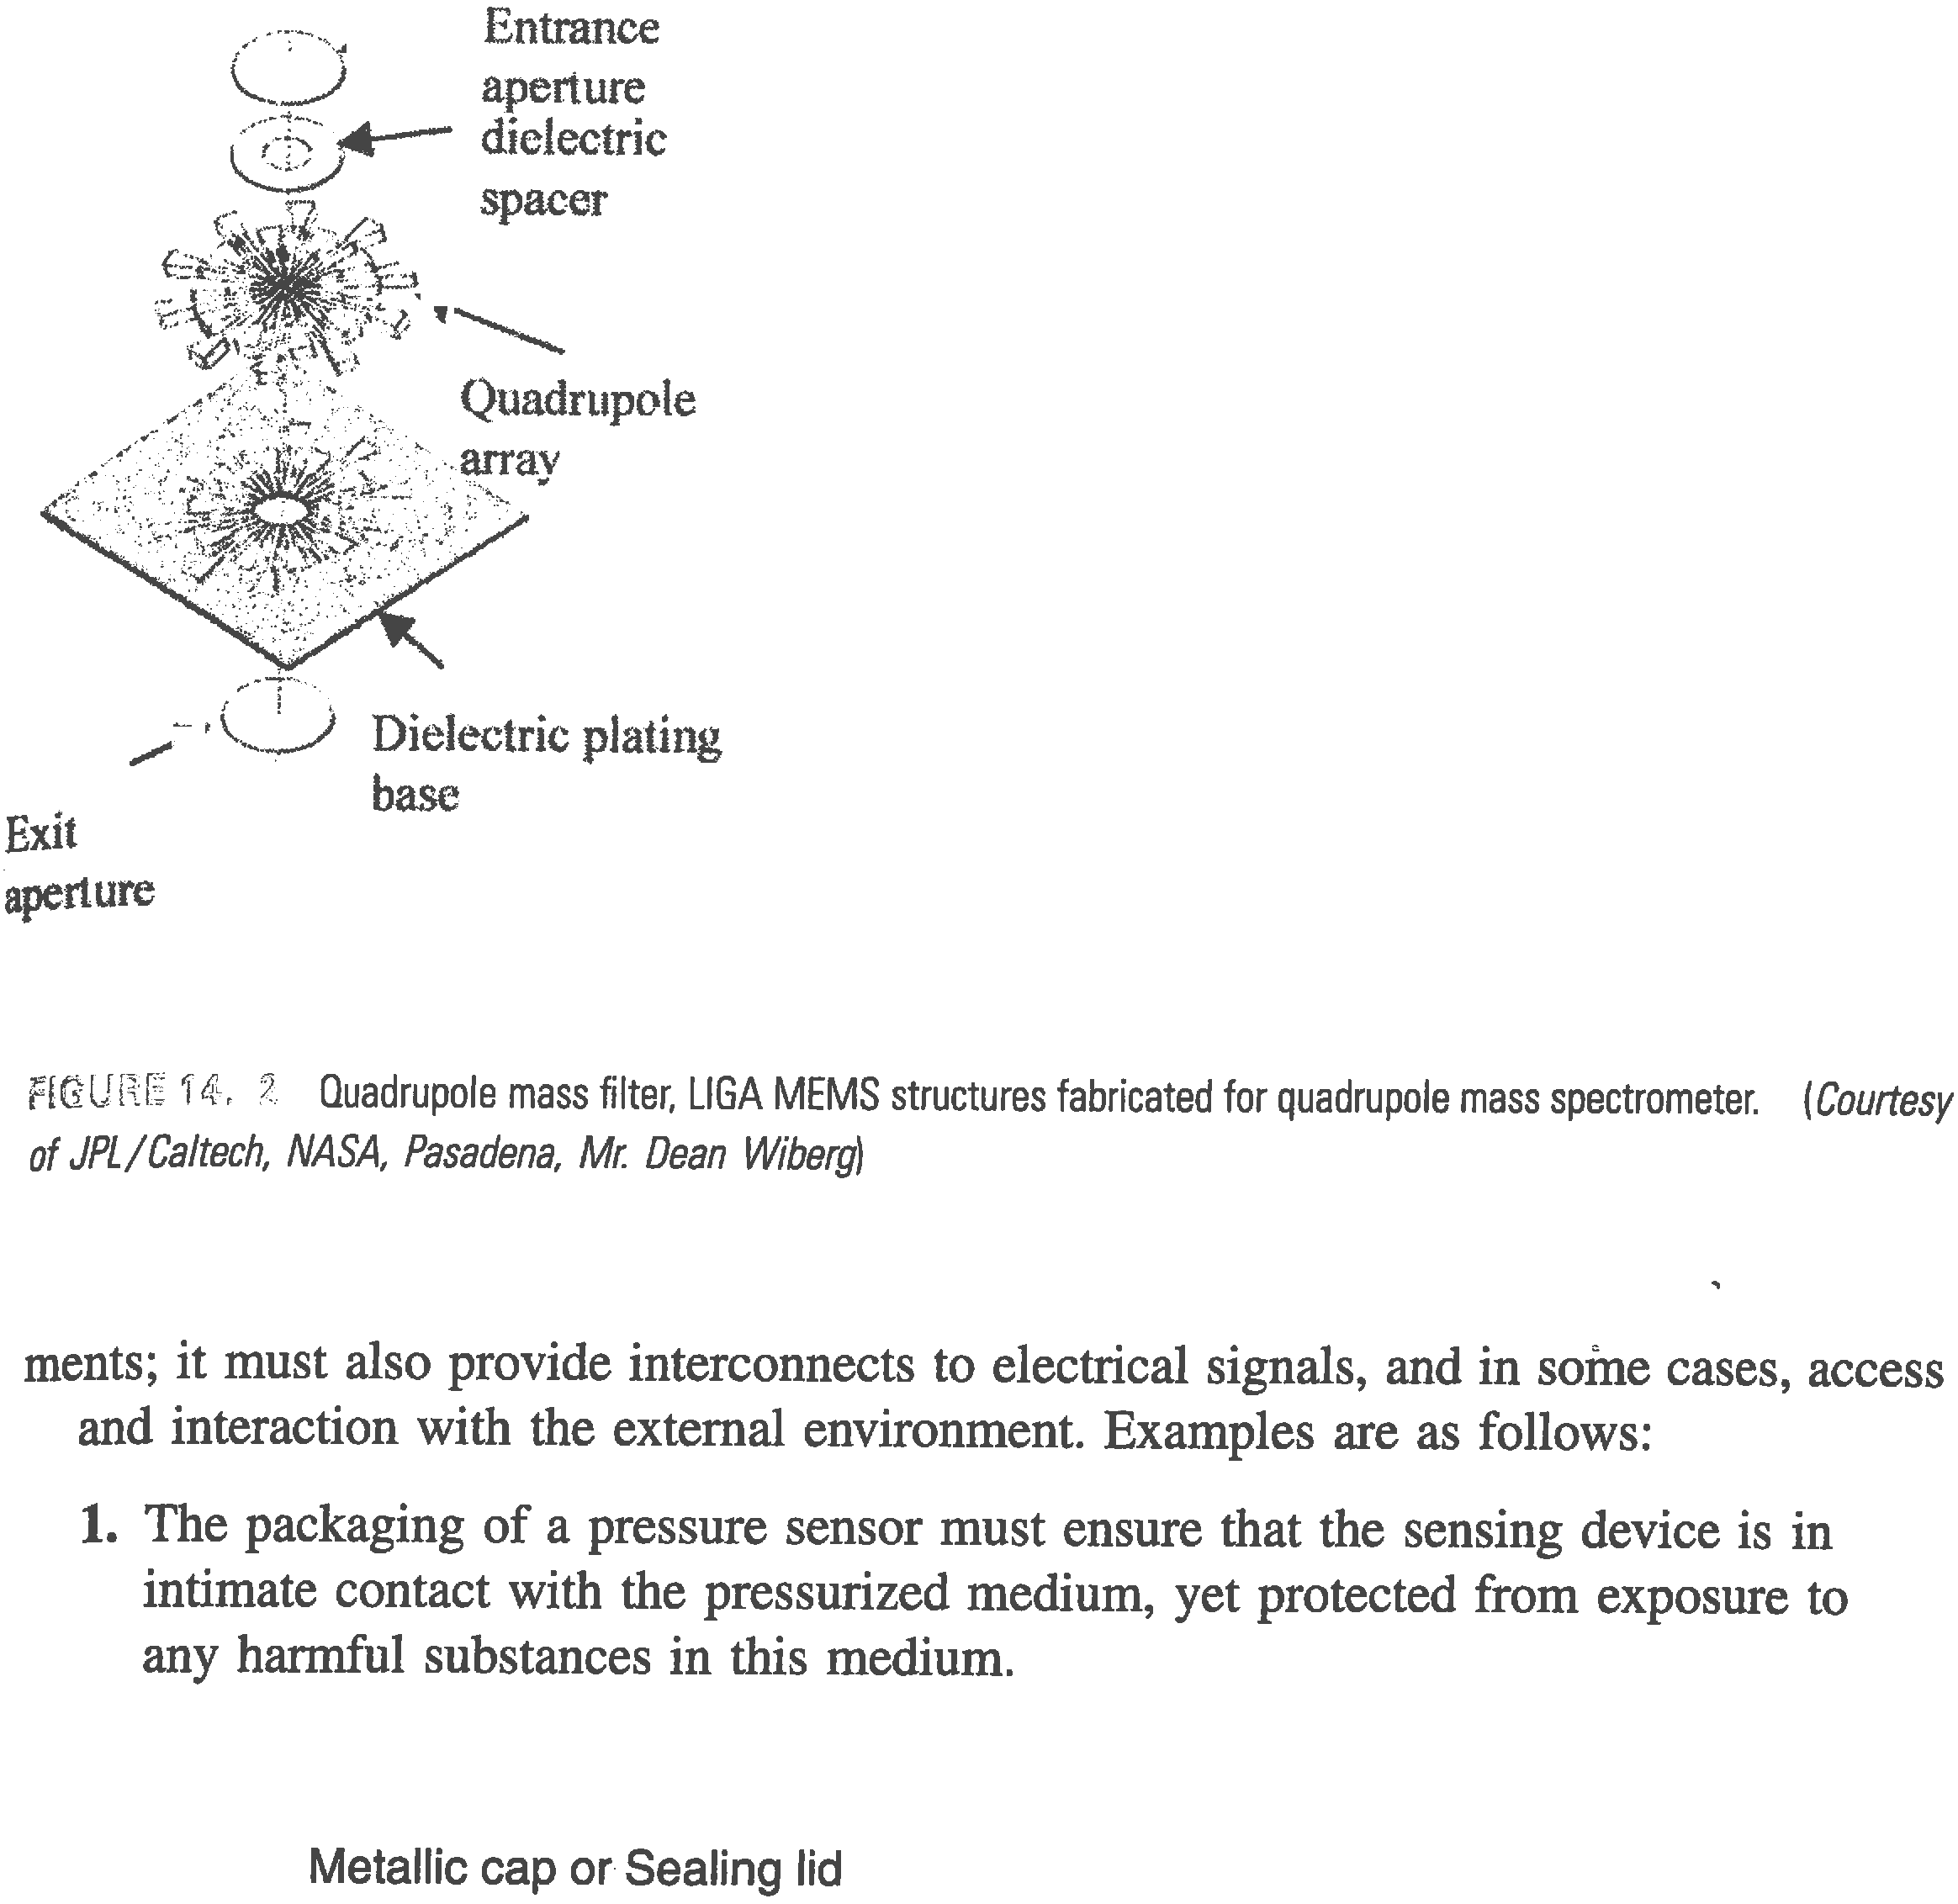 Entrance
aperture
dielectric
spacer
Quadrupole
array
Dielectric plating
base
Exit
aperture
FIGURE 14. 2 Quadrupole mass filter, LIGA MEMS structures fabricated for quadrupole mass spectrometer. (Courtesy
of JPL/Caltech, NASA, Pasadena, Mr. Dean Wiberg)
ments; it must also provide interconnects to electrical signals, and in some cases, access
and interaction with the external environment. Examples are as follows:
1. The packaging of a pressure sensor must ensure that the sensing device is in
intimate contact with the pressurized medium, yet protected from exposure to
any harmful substances in this medium.
Metallic cap or Sealing lid